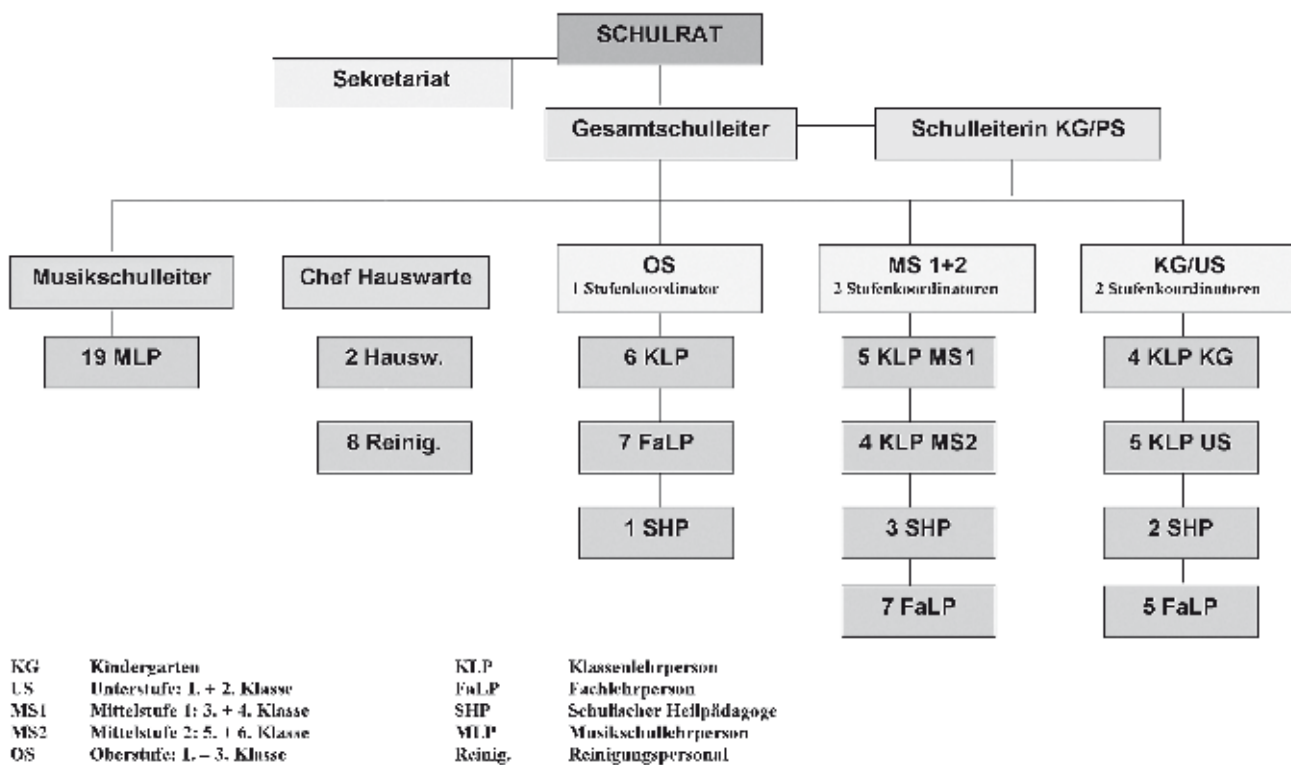 SCHULRAT
Sekretariat
Gesamtschulleiter
Schulleiterin KG/PS
Musikschulleiter
Chef Hauswarte
OS
1 Stufenkoordinator
MS 1+2
Stufenkoordinatoren
KG/US
2 Stufenkoordinatoren
19 MLP
2 Hausw.
6 KLP
5 KLP MS1
4 KLP KG
8 Reinig.
7 FaLP
4 KLP MS2
5 KLP US
1 SHP
3 SHP
2 SHP
7 FaLP
5 FaLP
KG Kindergarten
US Unterstufe: 1. + 2. Klasse
MS1 Mittelstufe 1: 3. + 4. Klasse
MS2 Mittelstufe 2: 5. + 6. Klasse
OS Oberstufe: 1. – 3. Klasse
KLP Klassenlehrperson
FaLP Fachlehrperson
SHP Schulischer Heilpädagoge
MLP Musikschullehrperson
Reinig. Reinigungspersonal